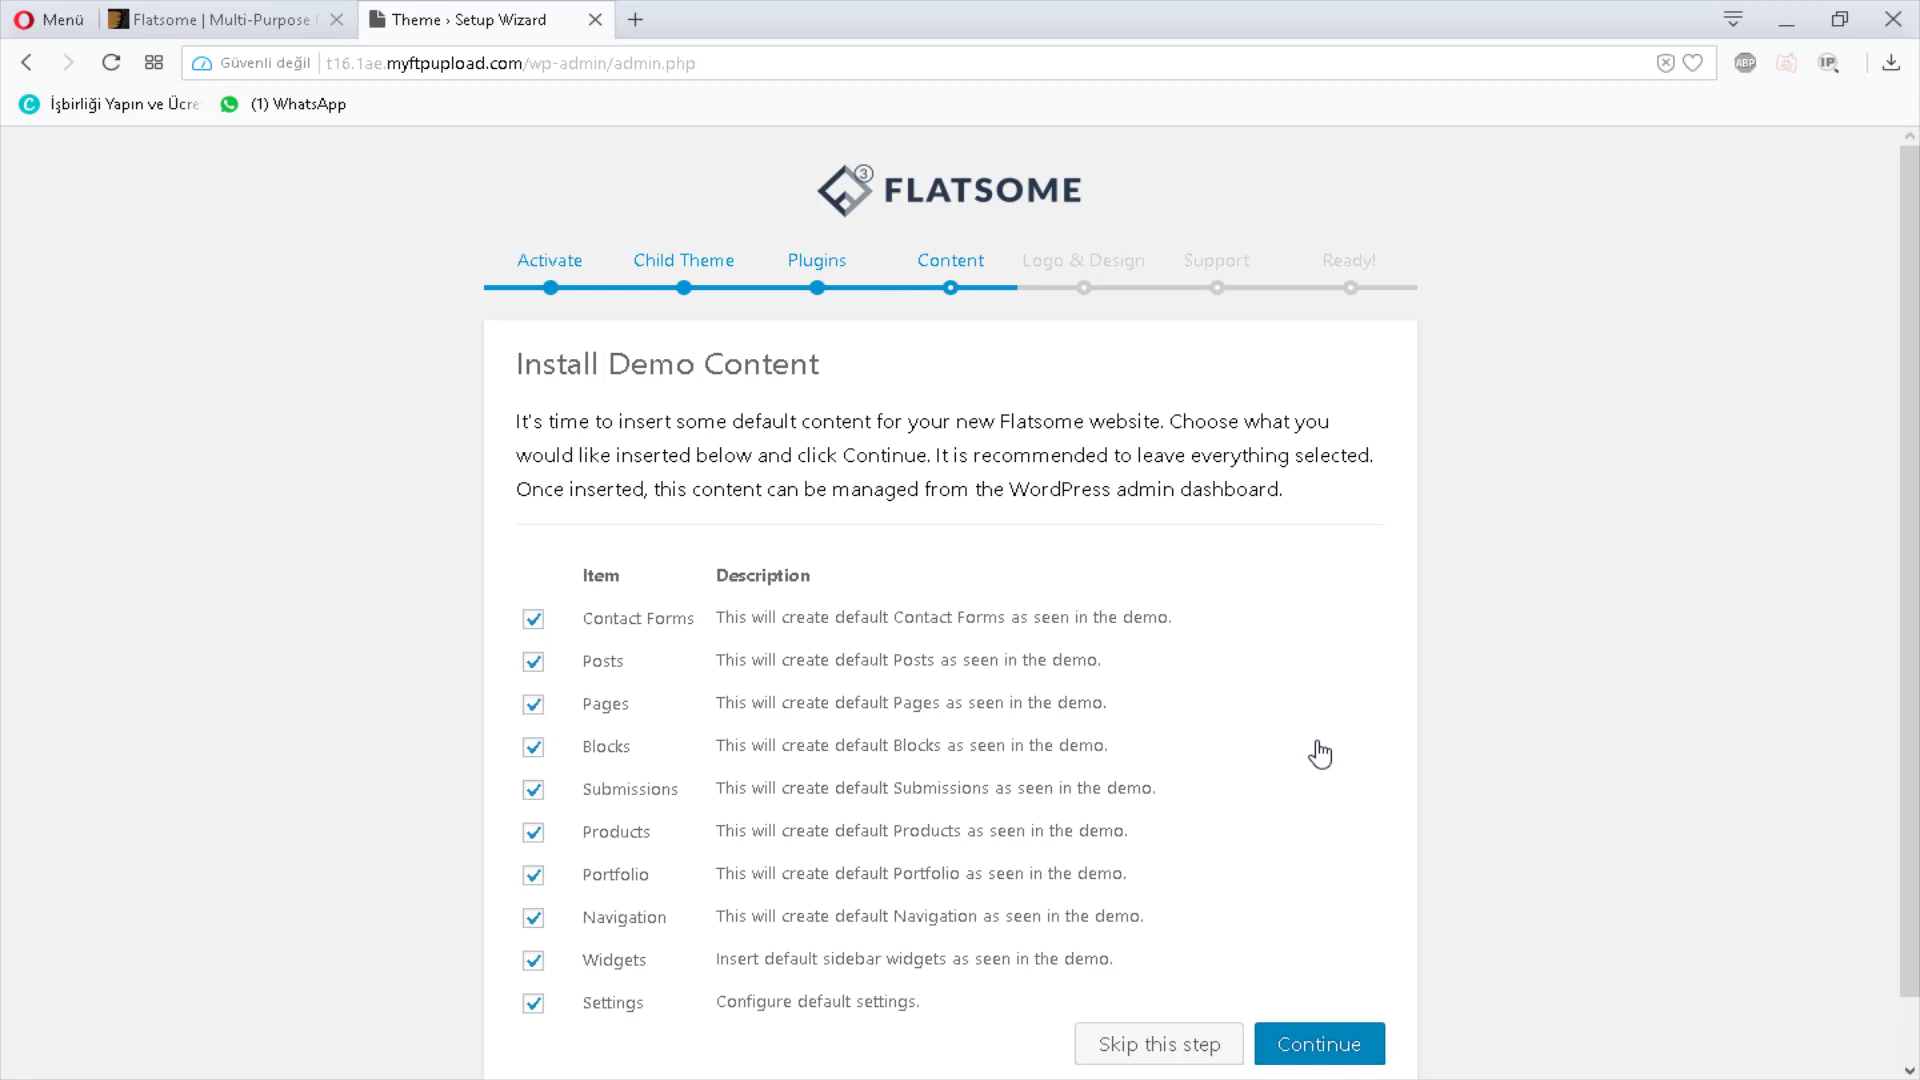 Menü
Flatsome | Multi-Purpose
Theme › Setup Wizard
Güvenli değil
t16.1ae.myftpupload.com/wp-admin/admin.php
ABP
IP
C İşbirliği Yapın ve Ücre
(1) WhatsApp
3
FLATSOME
Activate
Child Theme
Plugins
Content
Logo & Design
Support
Ready!
Install Demo Content
It's time to insert some default content for your new Flatsome website. Choose what you
would like inserted below and click Continue. It is recommended to leave everything selected.
Once inserted, this content can be managed from the WordPress admin dashboard.
Item Description
Contact Forms This will create default Contact Forms as seen in the demo.
Posts This will create default Posts as seen in the demo.
Pages This will create default Pages as seen in the demo.
Blocks This will create default Blocks as seen in the demo.
Submissions This will create default Submissions as seen in the demo.
Products This will create default Products as seen in the demo.
Portfolio This will create default Portfolio as seen in the demo.
Navigation This will create default Navigation as seen in the demo.
Widgets Insert default sidebar widgets as seen in the demo.
Settings Configure default settings.
Skip this step
Continue